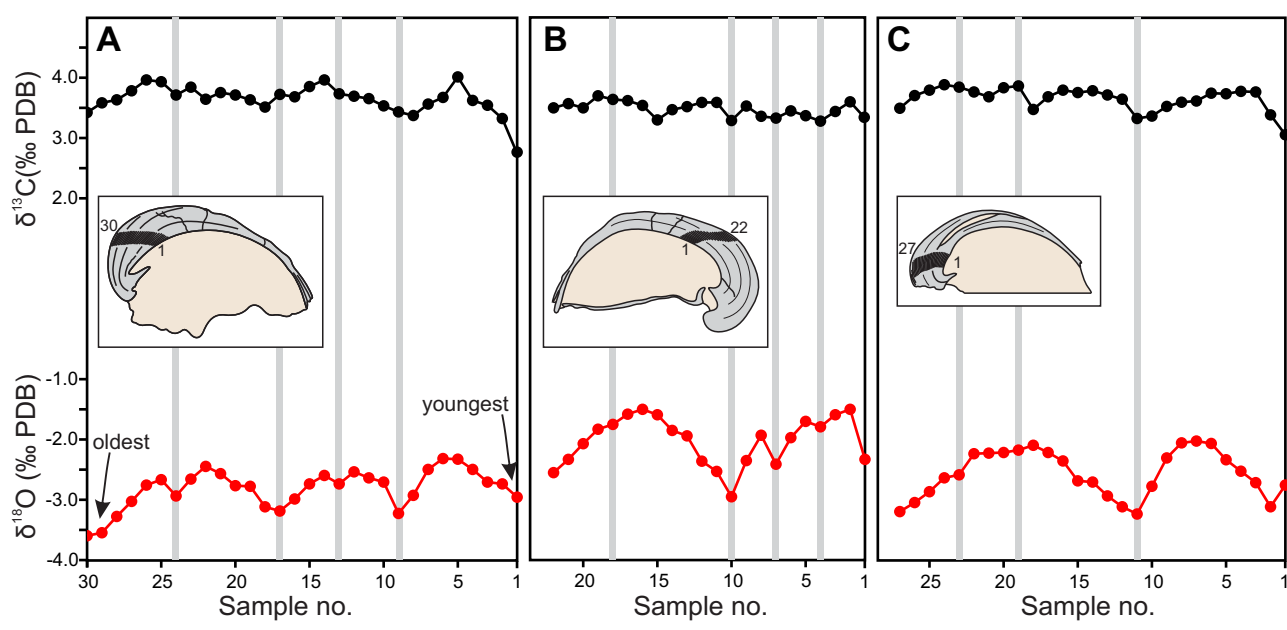 A
B
C
δ¹³C(‰ PDB)
4.0
3.0
2.0
30
1
1
22
27
1
δ¹⁸O (‰ PDB)
-1.0
-2.0
-3.0
-4.0
oldest
youngest
30 25 20 15 10 5 1
20 15 10 5 1
25 20 15 10 5 1
Sample no.
Sample no.
Sample no.